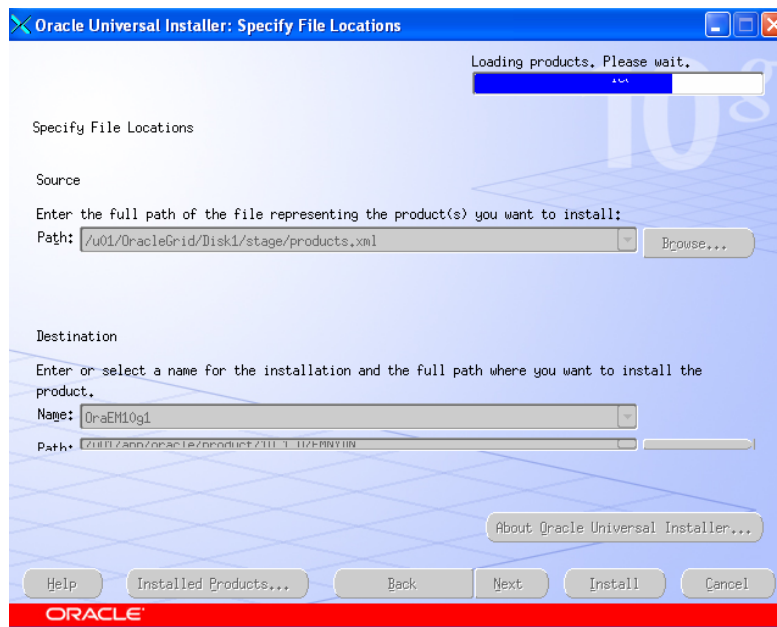 Oracle Universal Installer: Specify File Locations
Loading products. Please wait.
10g
Specify File Locations
Source
Enter the full path of the file representing the product(s) you want to install:
Path: /u01/OracleGrid/Disk1/stage/products.xml Browse...
Destination
Enter or select a name for the installation and the full path where you want to install the
product.
Name: OraEM10g1
Path:
About Oracle Universal Installer...
Help Installed Products... Back Next Install Cancel
ORACLE